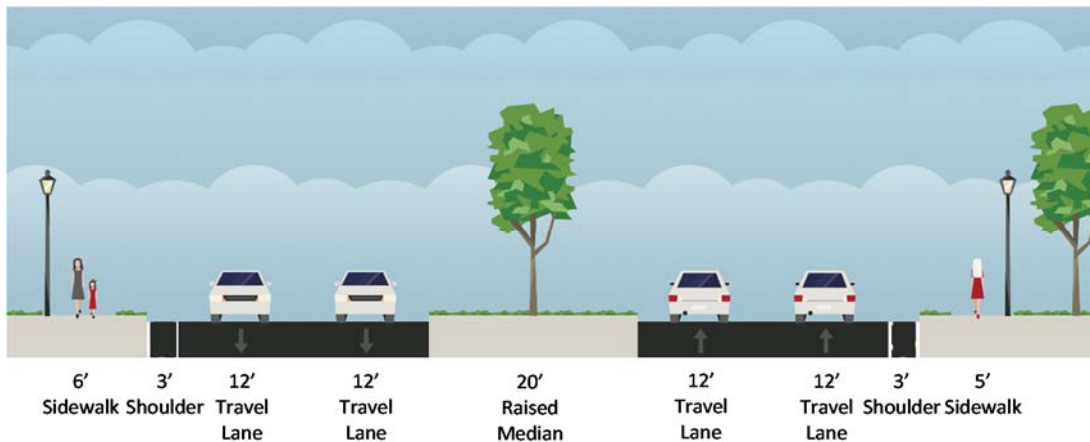 6’ 3’ 12’ 12’ 20’ 12’ 12’ 3’ 5’
Sidewalk Shoulder Travel Travel Raised Travel Travel Shoulder Sidewalk
Lane Lane Median Lane Lane